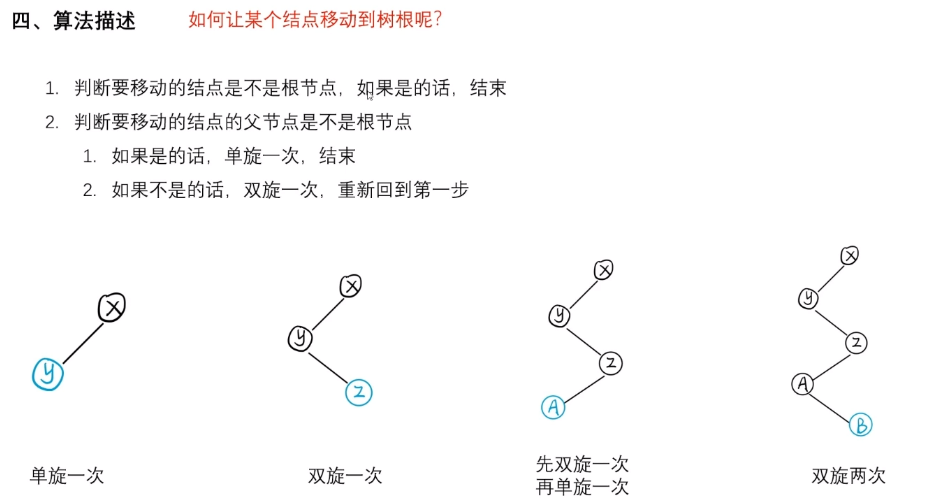 四、算法描述 如何让某个结点移动到树根呢?
1. 判断要移动的结点是不是根节点，如果是的话，结束
2. 判断要移动的结点的父节点是不是根节点
1. 如果是的话，单旋一次，结束
2. 如果不是的话，双旋一次，重新回到第一步
X
y
X
y
z
X
y
z
A
X
y
z
A
B
单旋一次
双旋一次
先双旋一次
再单旋一次
双旋两次